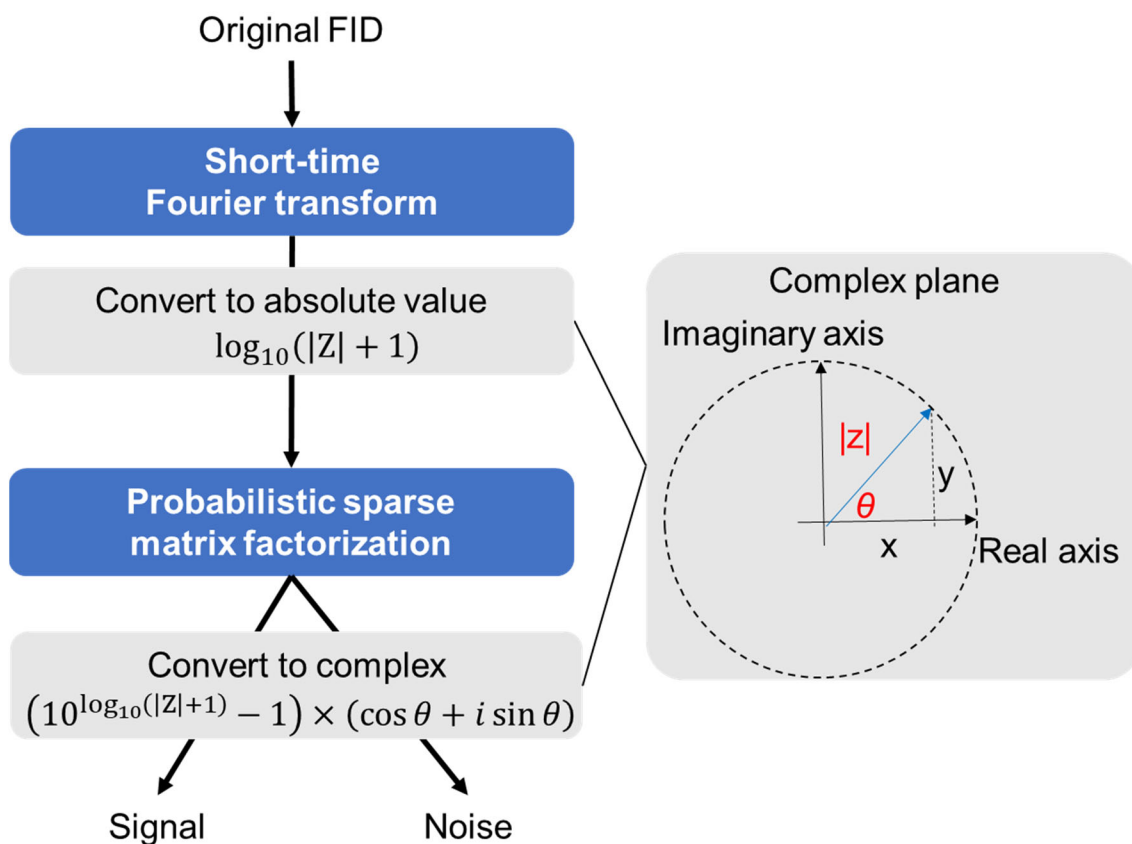 Original FID
Short-time
Fourier transform
Convert to absolute value
log₁₀(|Z| + 1)
Probabilistic sparse
matrix factorization
Convert to complex
(10^{log₁₀(|Z|+1)} − 1) × (cos θ + i sin θ)
Signal
Noise
Complex plane
Imaginary axis
|z|
θ
y
x
Real axis